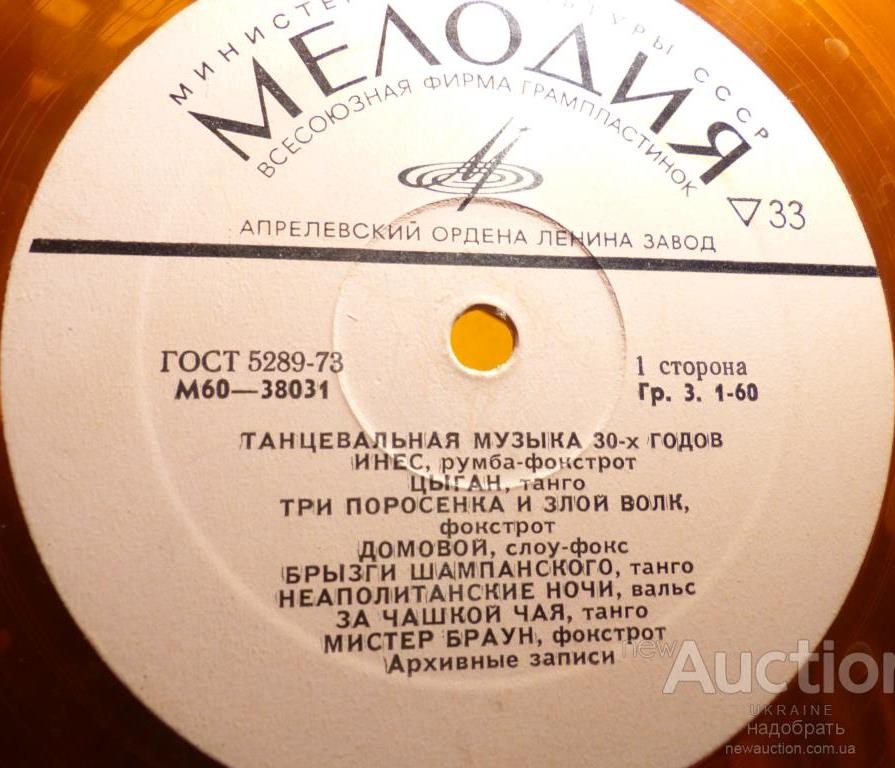 МИНИСТЕР ТУРЫ СССР
МЕЛОДИЯ
ВСЕСОЮЗНАЯ ФИРМА ГРАМПЛАСТИНОК
33
АПРЕЛЕВСКИЙ ОРДЕНА ЛЕНИНА ЗАВОД
ГОСТ 5289-73
М60—38031
1 сторона
Гр. 3. 1-60
ТАНЦЕВАЛЬНАЯ МУЗЫКА 30-х ГОДОВ
ИНЕС, румба-фокстрот
ЦЫГАН, танго
ТРИ ПОРОСЕНКА И ЗЛОЙ ВОЛК,
фокстрот
ДОМОВОЙ, слоу-фокс
БРЫЗГИ ШАМПАНСКОГО, танго
НЕАПОЛИТАНСКИЕ НОЧИ, вальс
ЗА ЧАШКОЙ ЧАЯ, танго
МИСТЕР БРАУН, фокстрот
Архивные записи
new Auction
UKRAINE
надобрать
newauction.com.ua